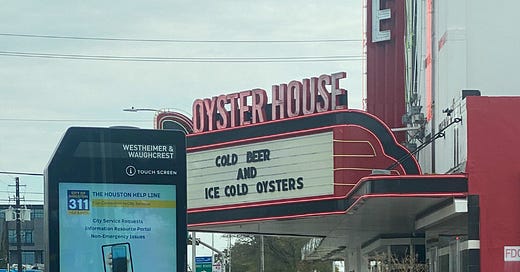 E
OYSTER HOUSE
COLD BEER
AND
ICE COLD OYSTERS
WESTHEIMER &
WAUGHCREST
TOUCH SCREEN
311
THE HOUSTON HELP LINE
City Service Requests
Information Resource Portal
Non-Emergency Issues
FDC